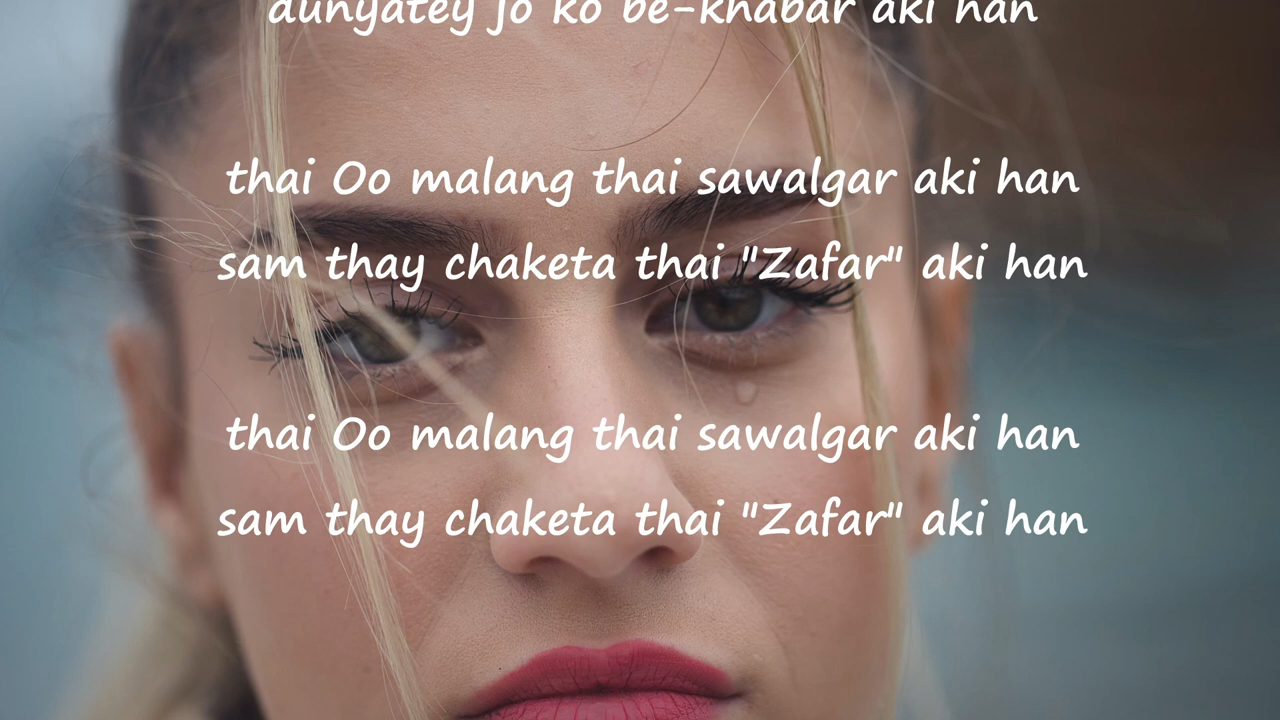 dunyatey jo ko be-khabar aki han
thai Oo malang thai sawalgar aki han
sam thay chaketa thai "Zafar" aki han
thai Oo malang thai sawalgar aki han
sam thay chaketa thai "Zafar" aki han